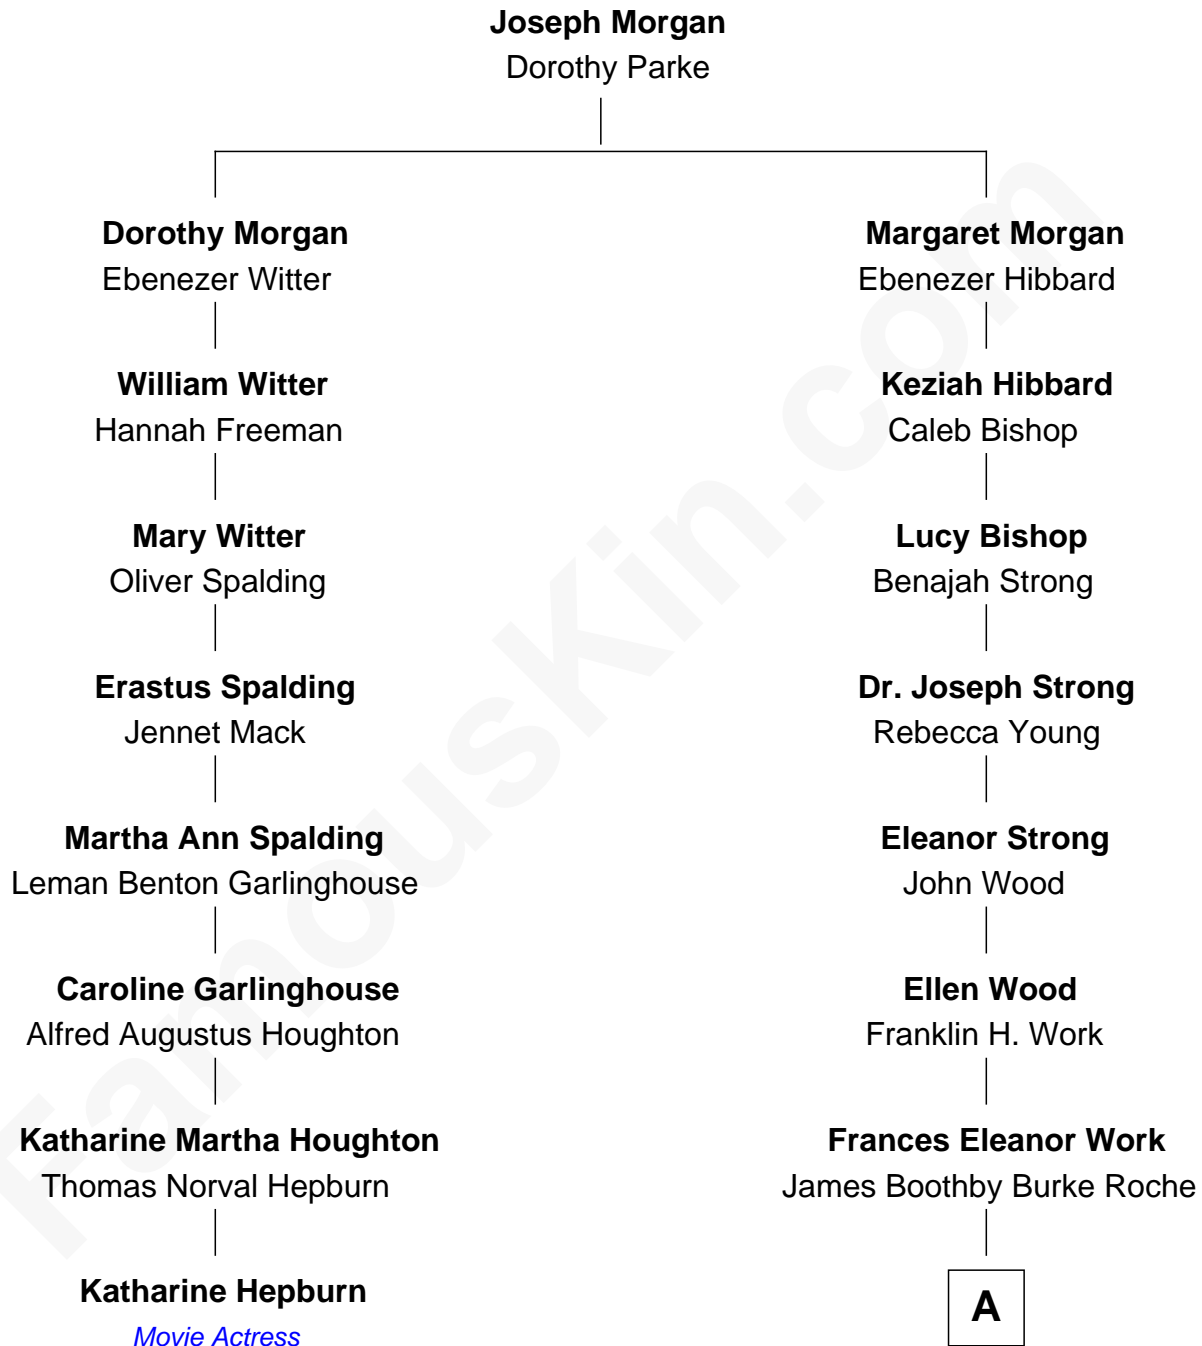 Joseph Morgan
Dorothy Parke
Dorothy Morgan
Ebenezer Witter
William Witter
Hannah Freeman
Mary Witter
Oliver Spalding
Erastus Spalding
Jennet Mack
Martha Ann Spalding
Leman Benton Garlinghouse
Caroline Garlinghouse
Alfred Augustus Houghton
Katharine Martha Houghton
Thomas Norval Hepburn
Katharine Hepburn
Movie Actress
Margaret Morgan
Ebenezer Hibbard
Keziah Hibbard
Caleb Bishop
Lucy Bishop
Benajah Strong
Dr. Joseph Strong
Rebecca Young
Eleanor Strong
John Wood
Ellen Wood
Franklin H. Work
Frances Eleanor Work
James Boothby Burke Roche
A
FamousKin.com